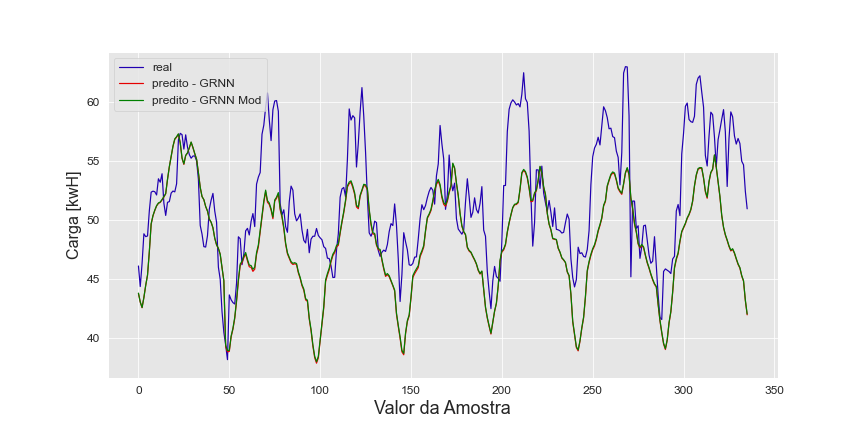 real
predito - GRNN
predito - GRNN Mod
60
55
50
45
40
Carga [kwH]
0 50 100 150 200 250 300 350
Valor da Amostra